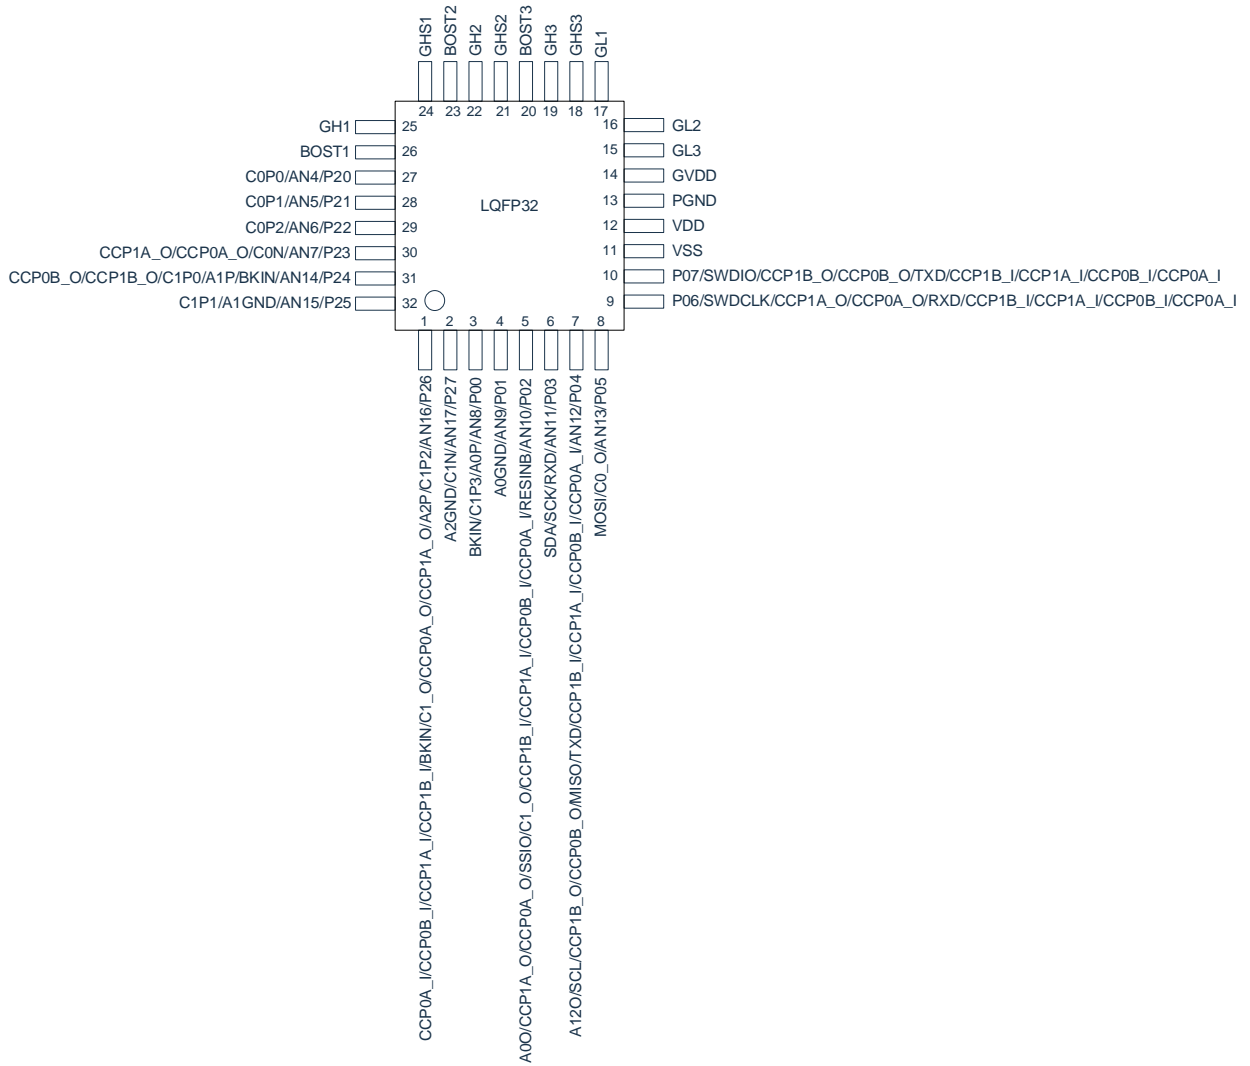 GHS1
BOST2
GH2
GHS2
BOST3
GH3
GHS3
GL1
24 23 22 21 20 19 18 17
GH1 25
BOST1 26
C0P0/AN4/P20 27
C0P1/AN5/P21 28
C0P2/AN6/P22 29
CCP1A_O/CCP0A_O/C0N/AN7/P23 30
CCP0B_O/CCP1B_O/C1P0/A1P/BKIN/AN14/P24 31
C1P1/A1GND/AN15/P25 32
LQFP32
16 GL2
15 GL3
14 GVDD
13 PGND
12 VDD
11 VSS
10 P07/SWDIO/CCP1B_O/CCP0B_O/TXD/CCP1B_I/CCP1A_I/CCP0B_I/CCP0A_I
9 P06/SWDCLK/CCP1A_O/CCP0A_O/RXD/CCP1B_I/CCP1A_I/CCP0B_I/CCP0A_I
1 2 3 4 5 6 7 8
CCP0A_I/CCP0B_I/CCP1A_I/CCP1B_I/BKIN/C1_O/CCP0A_O/CCP1A_O/A2P/C1P2/AN16/P26
A2GND/C1N/AN17/P27
BKIN/C1P3/A0P/AN8/P00
A0GND/AN9/P01
A0O/CCP1A_O/CCP0A_O/SSIO/C1_O/CCP1B_I/CCP1A_I/CCP0B_I/CCP0A_I/RESINB/AN10/P02
SDA/SCK/RXD/AN11/P03
A12O/SCL/CCP1B_O/CCP0B_O/MISO/TXD/CCP1B_I/CCP1A_I/CCP0B_I/CCP0A_I/AN12/P04
MOSI/C0_O/AN13/P05